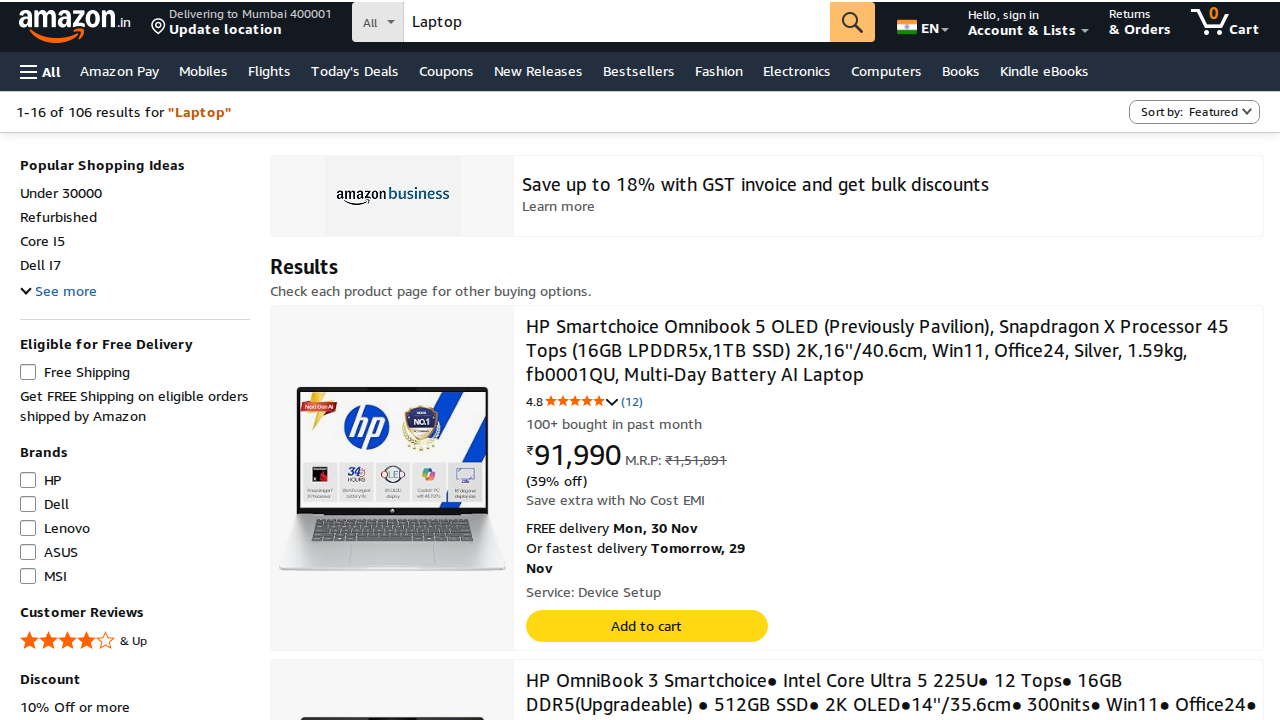 amazon.in
Delivering to Mumbai 400001
Update location
All
Laptop
EN
Hello, sign in
Account & Lists
Returns
& Orders
0
Cart
All
Amazon Pay
Mobiles
Flights
Today's Deals
Coupons
New Releases
Bestsellers
Fashion
Electronics
Computers
Books
Kindle eBooks
1-16 of 106 results for "Laptop"
Sort by: Featured
Popular Shopping Ideas
Under 30000
Refurbished
Core I5
Dell I7
See more
Eligible for Free Delivery
Free Shipping
Get FREE Shipping on eligible orders
shipped by Amazon
Brands
HP
Dell
Lenovo
ASUS
MSI
Customer Reviews
& Up
Discount
10% Off or more
amazon business
Save up to 18% with GST invoice and get bulk discounts
Learn more
Results
Check each product page for other buying options.
Next Gen AI
hp
NO.1
34
HOURS
OLED
HP Smartchoice Omnibook 5 OLED (Previously Pavilion), Snapdragon X Processor 45
Tops (16GB LPDDR5x,1TB SSD) 2K,16''/40.6cm, Win11, Office24, Silver, 1.59kg,
fb0001QU, Multi-Day Battery AI Laptop
4.8 (12)
100+ bought in past month
₹91,990 M.R.P: ₹1,51,891
(39% off)
Save extra with No Cost EMI
FREE delivery Mon, 30 Nov
Or fastest delivery Tomorrow, 29
Nov
Service: Device Setup
Add to cart
HP OmniBook 3 Smartchoice● Intel Core Ultra 5 225U● 12 Tops● 16GB
DDR5(Upgradeable) ● 512GB SSD● 2K OLED●14''/35.6cm● 300nits● Win11● Office24●